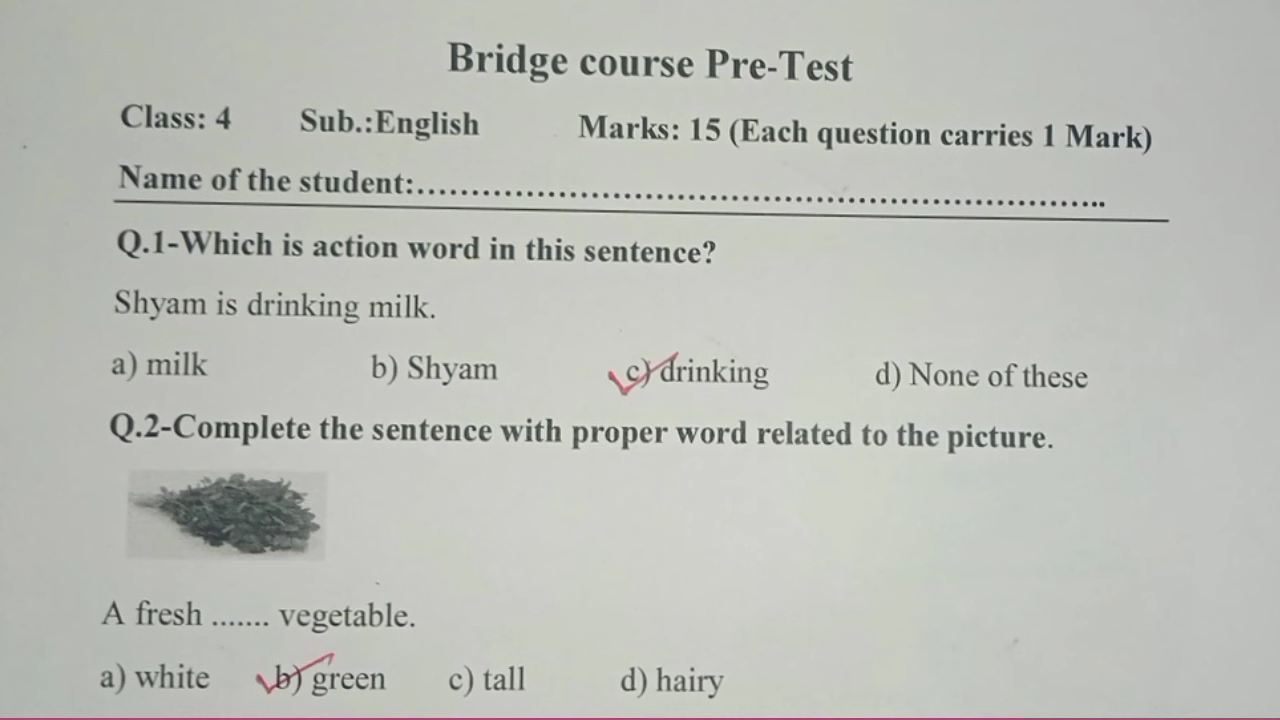 Bridge course Pre-Test
Class: 4 Sub.:English Marks: 15 (Each question carries 1 Mark)
Name of the student:...............................................................................
Q.1-Which is action word in this sentence?
Shyam is drinking milk.
a) milk b) Shyam c) drinking d) None of these
Q.2-Complete the sentence with proper word related to the picture.
A fresh ....... vegetable.
a) white b) green c) tall d) hairy